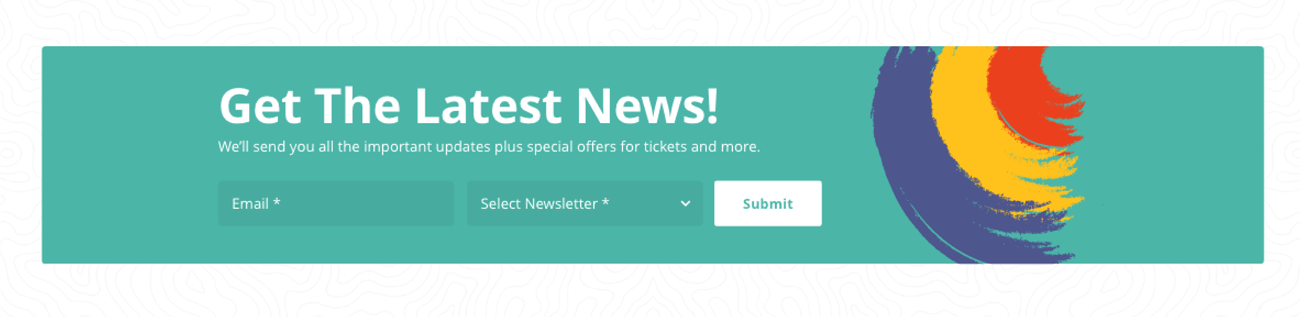 Get The Latest News!
We’ll send you all the important updates plus special offers for tickets and more.
Email *
Select Newsletter *
Submit